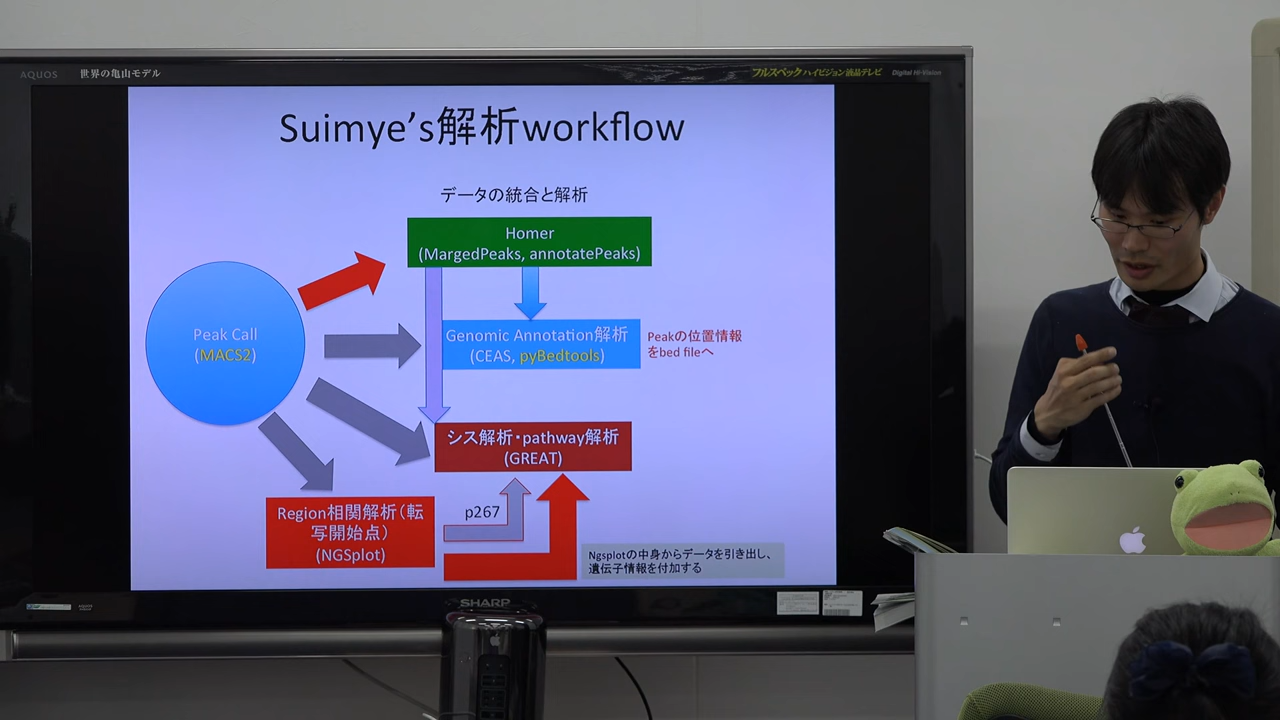 AQUOS 世界の亀山モデル
フルスペックハイビジョン液晶テレビ Digital Hi-Vision
Suimye's解析workflow
データの統合と解析
Homer
(MargedPeaks, annotatePeaks)
Peak Call
(MACS2)
Genomic Annotation解析
(CEAS, pyBedtools)
Peakの位置情報
をbed fileへ
シス解析・pathway解析
(GREAT)
Region相関解析（転
写開始点）
(NGSplot)
p267
Ngsplotの中身からデータを引き出し、
遺伝子情報を付加する
SHARP